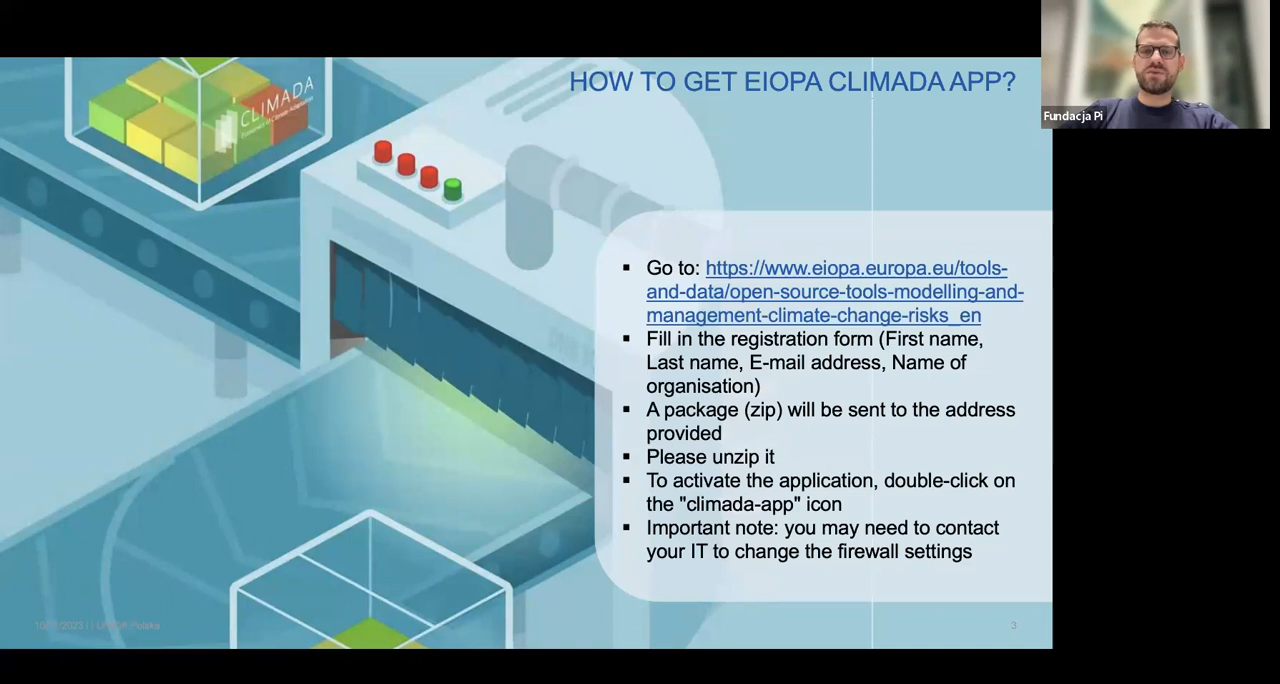 HOW TO GET EIOPA CLIMADA APP?
Fundacja Pi
CLIMADA
▪ Go to: https://www.eiopa.europa.eu/tools-
and-data/open-source-tools-modelling-and-
management-climate-change-risks_en
▪ Fill in the registration form (First name,
Last name, E-mail address, Name of
organisation)
▪ A package (zip) will be sent to the address
provided
▪ Please unzip it
▪ To activate the application, double-click on
the "climada-app" icon
▪ Important note: you may need to contact
your IT to change the firewall settings
3